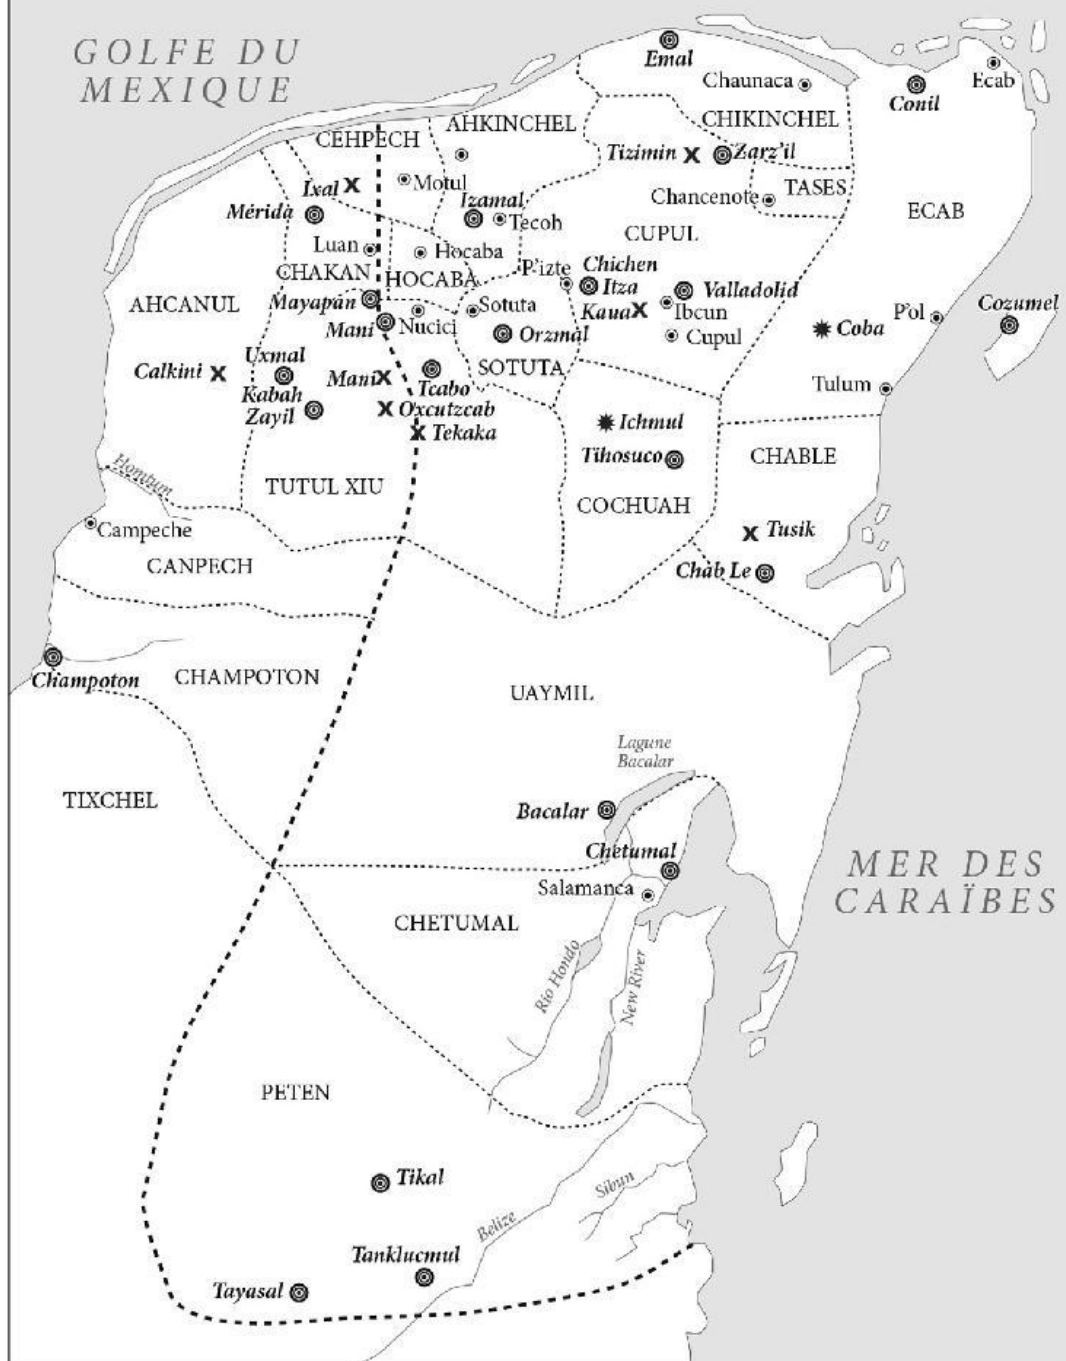 GOLFE DU
MEXIQUE
Emal
Chaunaca
Ecab
Conil
CEHPECH
AHKINCHEL
CHIKINCHEL
Tizimin
Zarz'il
Ixal
Motul
Izamal
Chancenote
TASES
Mérida
Tecoh
ECAB
CUPUL
Luan
Hocaba
CHAKAN
HOCABA
P'izte
Chichen
Itza
Valladolid
AHCANUL
Mayapán
Sotuta
Kaua
Ibcun
P'ol
Cozumel
Mani
Nucici
Orzmal
Cupul
Coba
Uxmal
SOTUTA
Calkini
Mani
Tcabo
Tulum
Kabah
Zayil
Oxcutzcab
Ichmul
Tekaka
Tihosuco
CHABLE
Homtum
TUTUL XIU
COCHUAH
Campeche
Tusik
CANPECH
Chab Le
Champoton
CHAMPOTON
UAYMIL
Lagune
Bacalar
TIXCHEL
Bacalar
Chetumal
MER DES
CARAÏBES
Salamanca
CHETUMAL
Rio Hondo
New River
PETEN
Tikal
Sibun
Belize
Tanklucmul
Tayasal